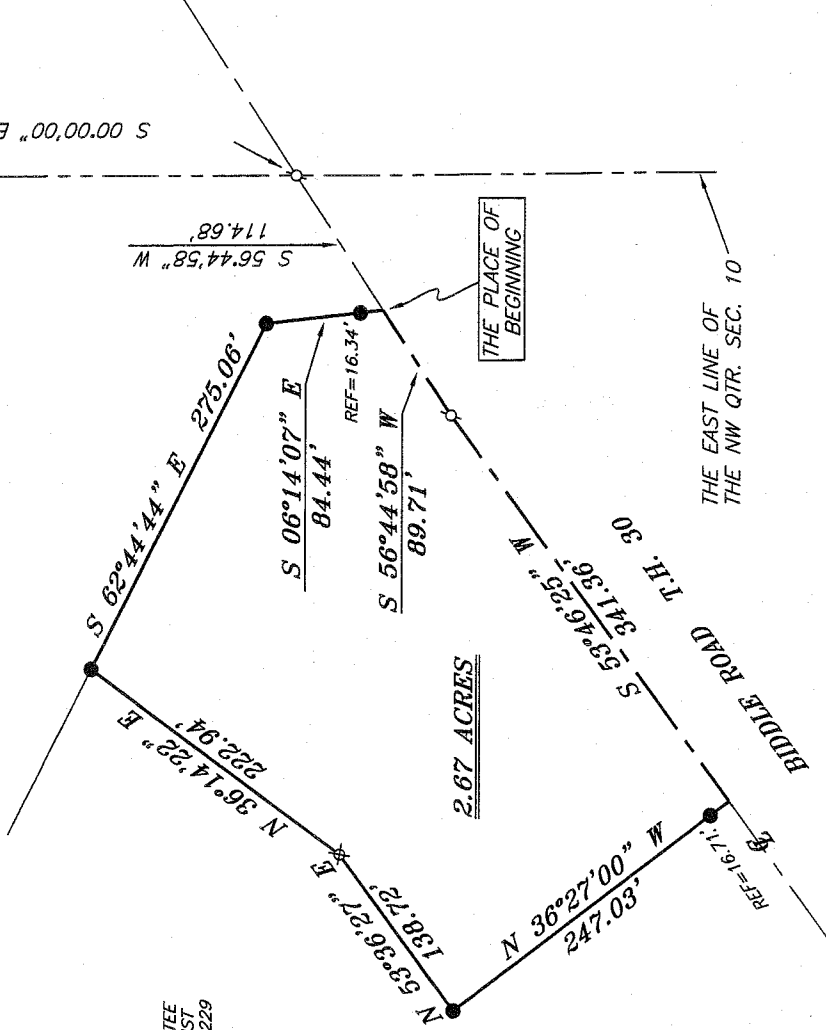 S 00°00'00" E
S 56°44'58" W
114.68'
THE PLACE OF
BEGINNING
S 62°44'44" E 275.06'
S 06°14'07" E
84.44'
REF=16.34'
S 56°44'58" W
89.71'
THE EAST LINE OF
THE NW QTR. SEC. 10
S 53°46'25" W
341.36'
BIDDLE ROAD T.H. 30
2.67 ACRES
N 36°14'22" E
222.94'
N 53°36'27" E
138.72'
N 36°27'00" W
247.03'
REF=16.71'
℄
TEE
ST
229